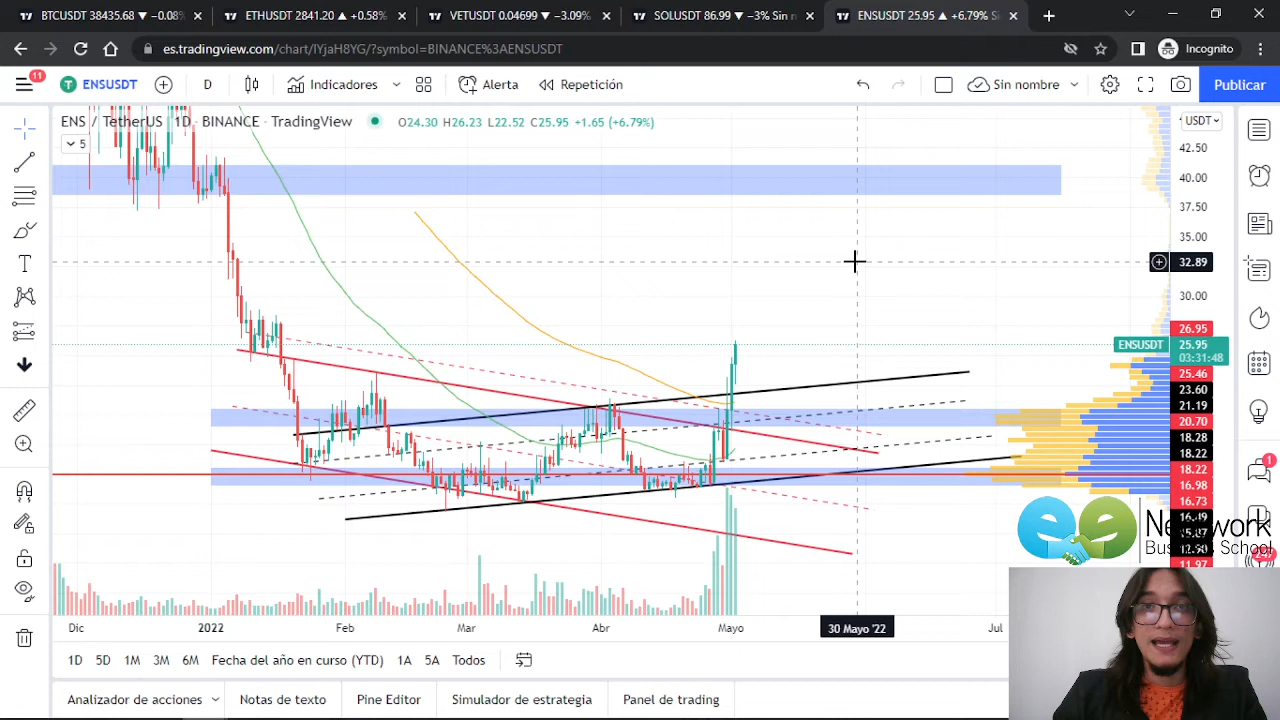 BTCUSDT 38435.68 ▼ −0.08%
ETHUSDT 2841.20 ▲ +0.58%
VETUSDT 0.04699 ▼ −3.09%
SOLUSDT 86.99 ▼ −3% Sin n
ENSUSDT 25.95 ▲ +6.79% Si
es.tradingview.com/chart/IYjaH8YG/?symbol=BINANCE%3AENSUSDT
Incognito
11
ENSUSDT
D
Indicadores
Alerta
Repetición
Sin nombre
Publicar
ENS / TetherUS 1D BINANCE TradingView
O24.30 L22.52 C25.95 +1.65 (+6.79%)
USDT
5
42.50
40.00
37.50
35.00
32.89
30.00
26.95
ENSUSDT 25.95
03:31:48
25.46
23.60
21.19
20.70
18.28
18.22
18.22
16.98
16.73
1
11.97
Network
Business School
Dic
2022
Feb
Mar
Abr
Mayo
30 Mayo '22
Jul
1D 5D 1M 3M 6M Fecha del año en curso (YTD) 1A 5A Todos
Analizador de acciones
Notas de texto
Pine Editor
Simulador de estrategia
Panel de trading